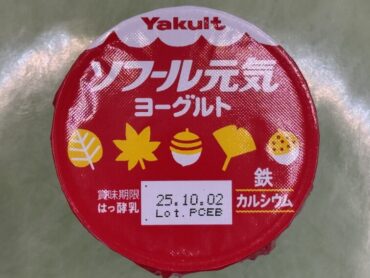 Yakult
ソフール元気
ヨーグルト
賞味期限
はっ酵乳
25.10.02
Lot.PCEB
鉄
カルシウム